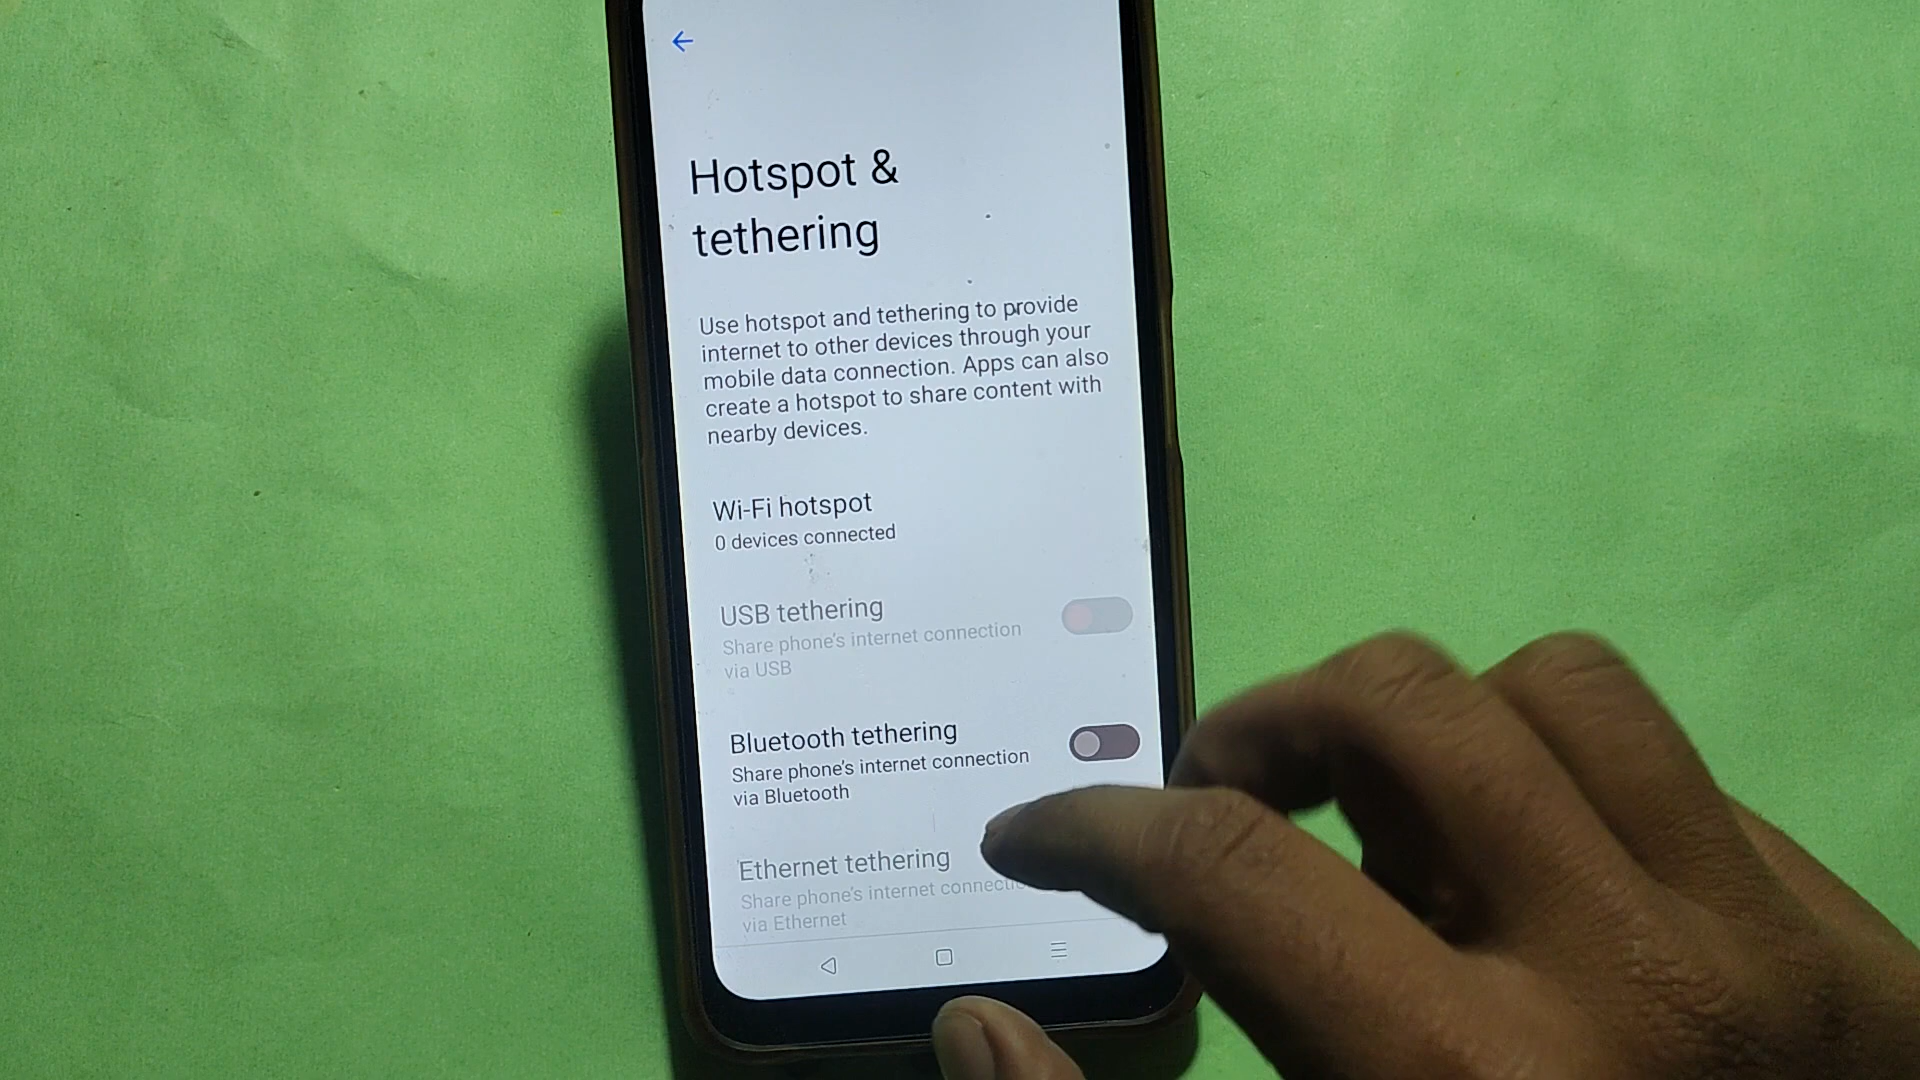 Hotspot &
tethering
Use hotspot and tethering to provide
internet to other devices through your
mobile data connection. Apps can also
create a hotspot to share content with
nearby devices.
Wi-Fi hotspot
0 devices connected
USB tethering
Share phone's internet connection
via USB
Bluetooth tethering
Share phone's internet connection
via Bluetooth
Ethernet tethering
Share phone's internet connection
via Ethernet